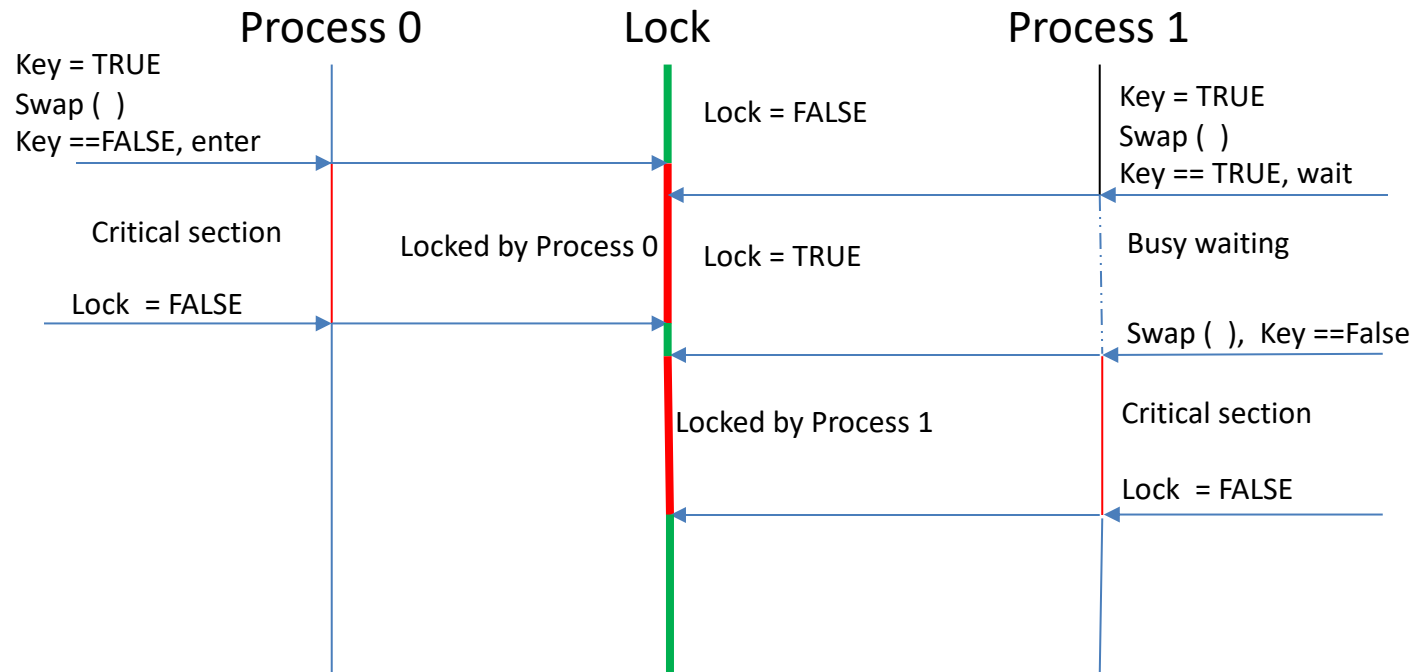 Process 0
Lock
Process 1
Key = TRUE
Swap ( )
Key ==FALSE, enter
Lock = FALSE
Key = TRUE
Swap ( )
Key == TRUE, wait
Critical section
Locked by Process 0
Lock = TRUE
Busy waiting
Lock  = FALSE
Swap ( ),  Key ==False
Locked by Process 1
Critical section
Lock  = FALSE